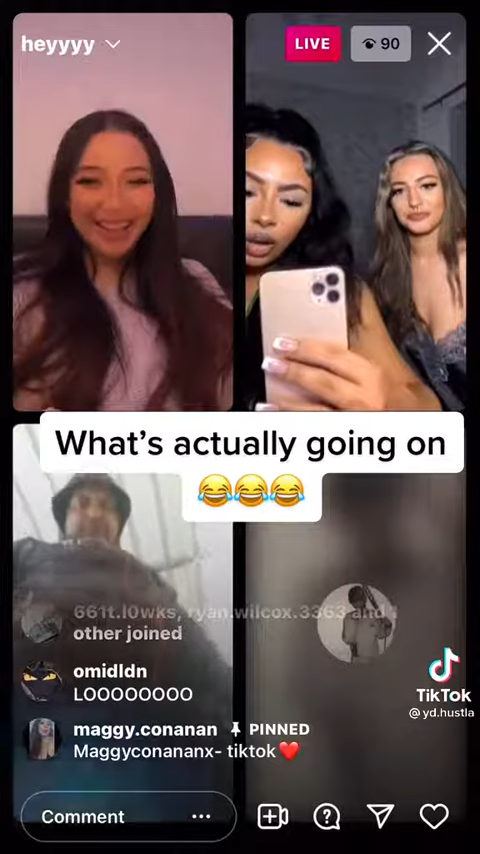 heyyyy
LIVE
90
What's actually going on
😂😂😂
661t.l0wks, ryan.wilcox.3363 and 1
other joined
omidldn
LOOOOOOOO
maggy.conanan PINNED
Maggyconananx- tiktok❤️
TikTok
@yd.hustla
Comment